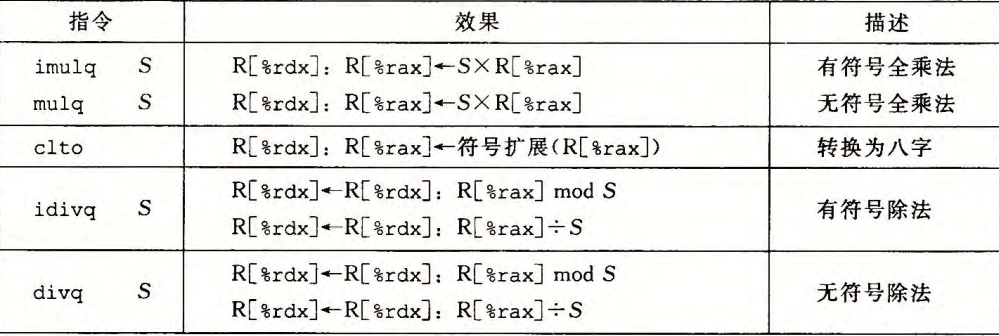 指令 效果 描述
imulq S R[%rdx]：R[%rax]←S×R[%rax] 有符号全乘法
mulq S R[%rdx]：R[%rax]←S×R[%rax] 无符号全乘法
clto R[%rdx]：R[%rax]←符号扩展(R[%rax]) 转换为八字
idivq S R[%rdx]←R[%rdx]：R[%rax] mod S 有符号除法
R[%rdx]←R[%rdx]：R[%rax]÷S
divq S R[%rdx]←R[%rdx]：R[%rax] mod S 无符号除法
R[%rdx]←R[%rdx]：R[%rax]÷S